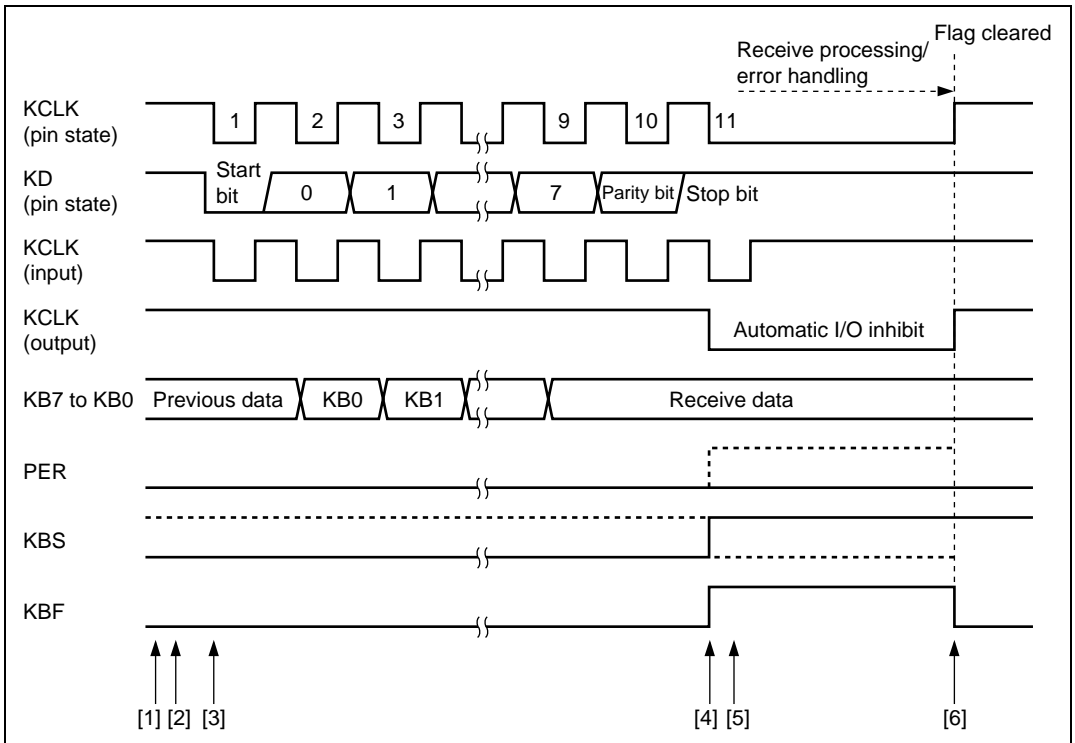 Flag cleared
Receive processing/
error handling
KCLK
(pin state)
1 2 3 9 10 11
KD
(pin state)
Start
bit
0 1 7 Parity bit Stop bit
KCLK
(input)
KCLK
(output)
Automatic I/O inhibit
KB7 to KB0 Previous data KB0 KB1 Receive data
PER
KBS
KBF
[1] [2] [3] [4] [5] [6]